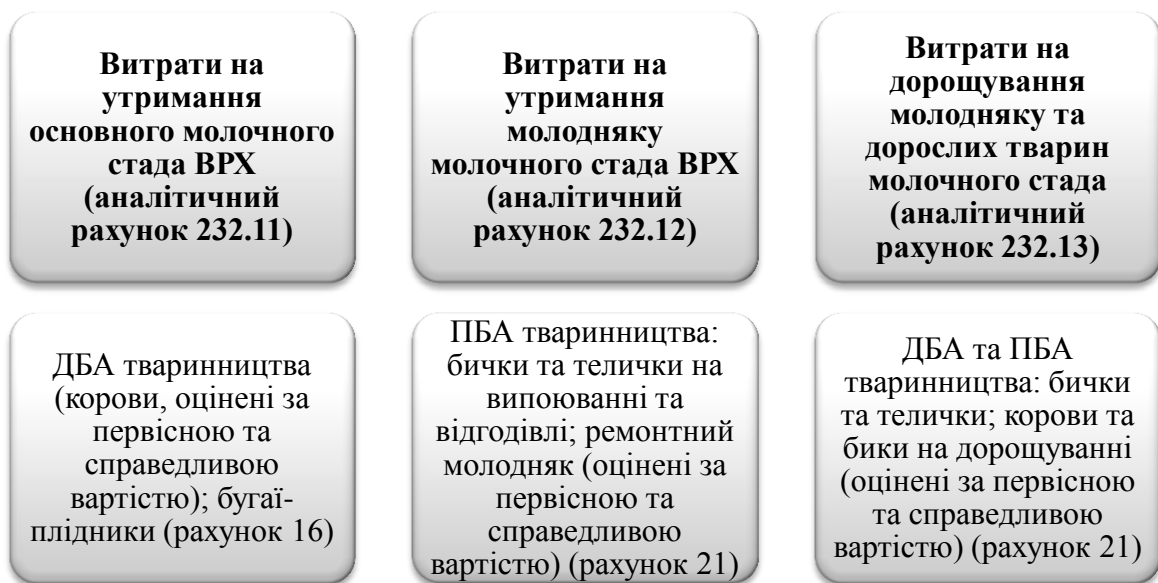 Витрати на
утримання
основного молочного
стада ВРХ
(аналітичний
рахунок 232.11)
Витрати на
утримання
молодняку
молочного стада ВРХ
(аналітичний
рахунок 232.12)
Витрати на
дорощування
молодняку та
дорослих тварин
молочного стада
(аналітичний
рахунок 232.13)
ДБА тваринництва
(корови, оцінені за
первісною та
справедливою
вартістю); бугаї-
плідники (рахунок 16)
ПБА тваринництва:
бички та телички на
випоюванні та
відгодівлі; ремонтний
молодняк (оцінені за
первісною та
справедливою
вартістю) (рахунок 21)
ДБА та ПБА
тваринництва: бички
та телички; корови та
бики на дорощуванні
(оцінені за первісною
та справедливою
вартістю) (рахунок 21)